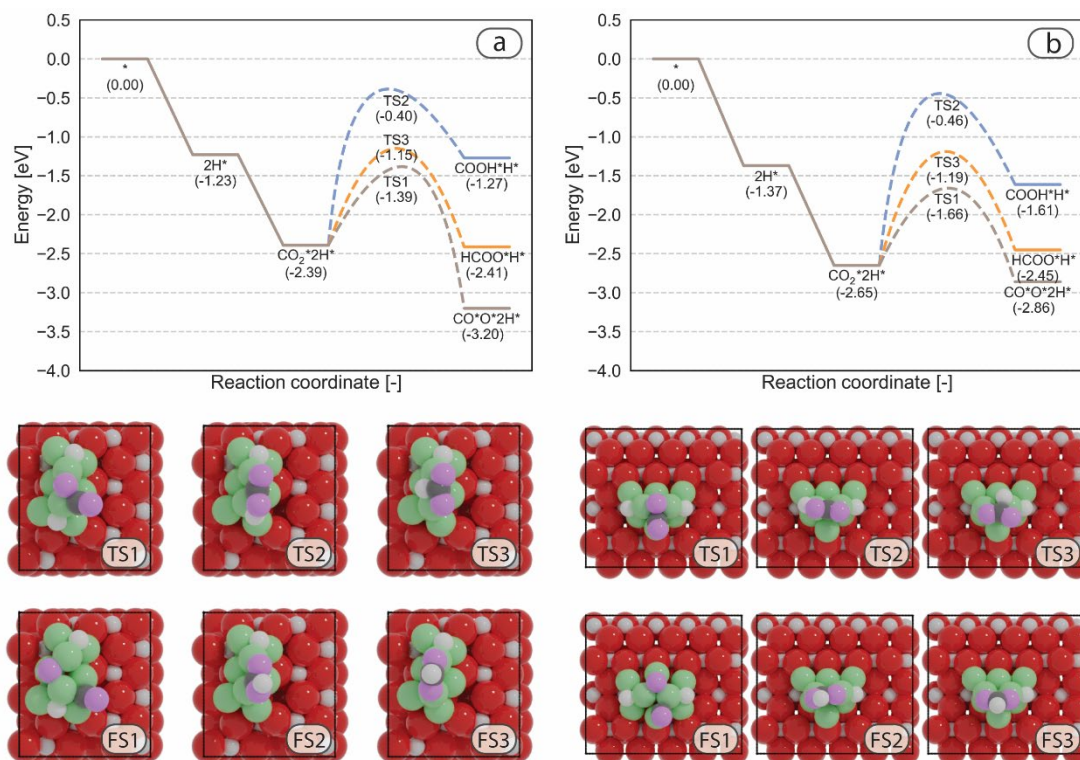 a
Energy [eV]
0.5
0.0
−0.5
−1.0
−1.5
−2.0
−2.5
−3.0
−3.5
−4.0
*
(0.00)
2H*
(-1.23)
CO₂*2H*
(-2.39)
TS2
(-0.40)
TS3
(-1.15)
TS1
(-1.39)
COOH*H*
(-1.27)
HCOO*H*
(-2.41)
CO*O*2H*
(-3.20)
Reaction coordinate [-]
b
Energy [eV]
0.5
0.0
−0.5
−1.0
−1.5
−2.0
−2.5
−3.0
−3.5
−4.0
*
(0.00)
2H*
(-1.37)
CO₂*2H*
(-2.65)
TS2
(-0.46)
TS3
(-1.19)
TS1
(-1.66)
COOH*H*
(-1.61)
HCOO*H*
(-2.45)
CO*O*2H*
(-2.86)
Reaction coordinate [-]
TS1
TS2
TS3
TS1
TS2
TS3
FS1
FS2
FS3
FS1
FS2
FS3